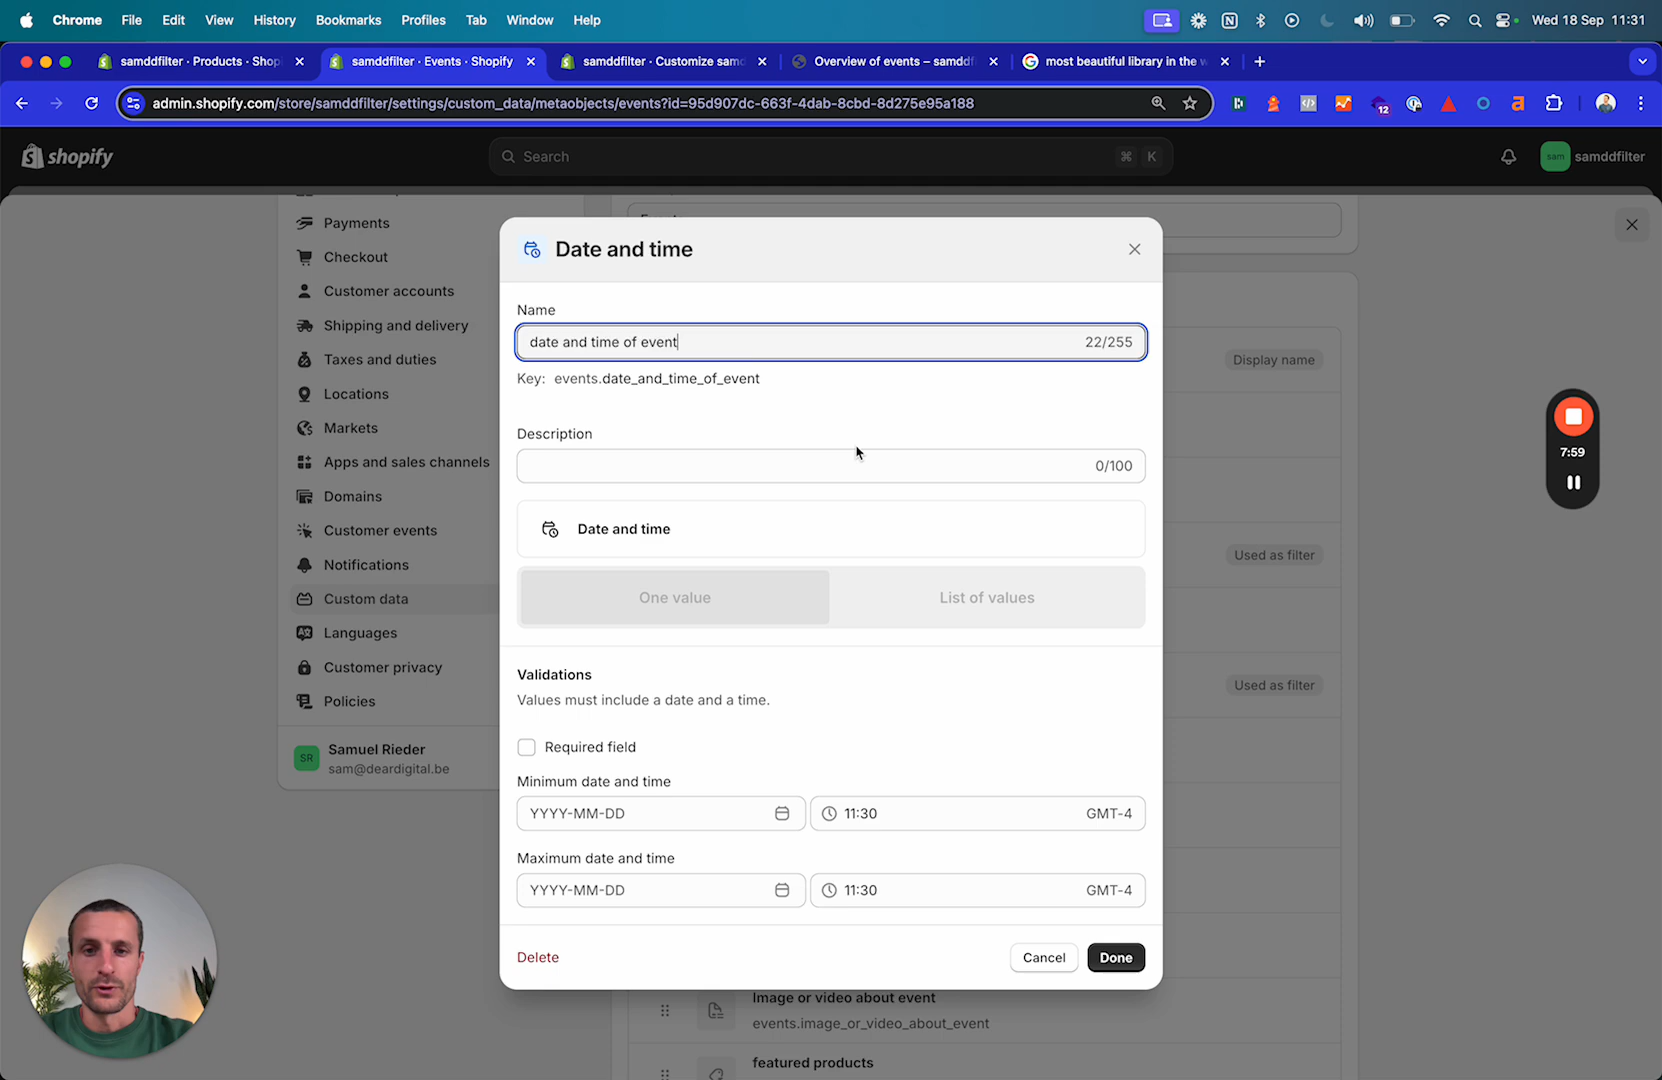 Chrome File Edit View History Bookmarks Profiles Tab Window Help Wed 18 Sep 11:31
samddfilter · Products · Shop samddfilter · Events · Shopify samddfilter · Customize samd Overview of events – samddf most beautiful library in the w
admin.shopify.com/store/samddfilter/settings/custom_data/metaobjects/events?id=95d907dc-663f-4dab-8cbd-8d275e95a188
12
shopify
Search
⌘ K
sam
samddfilter
Payments
Checkout
Customer accounts
Shipping and delivery
Taxes and duties
Locations
Markets
Apps and sales channels
Domains
Customer events
Notifications
Custom data
Languages
Customer privacy
Policies
SR
Samuel Rieder
sam@deardigital.be
Date and time
Name
date and time of event 22/255
Key: events.date_and_time_of_event
Description
0/100
Date and time
One value List of values
Validations
Values must include a date and a time.
Required field
Minimum date and time
YYYY-MM-DD 11:30 GMT-4
Maximum date and time
YYYY-MM-DD 11:30 GMT-4
Delete Cancel Done
Display name
Used as filter
Used as filter
Image or video about event
events.image_or_video_about_event
featured products
7:59